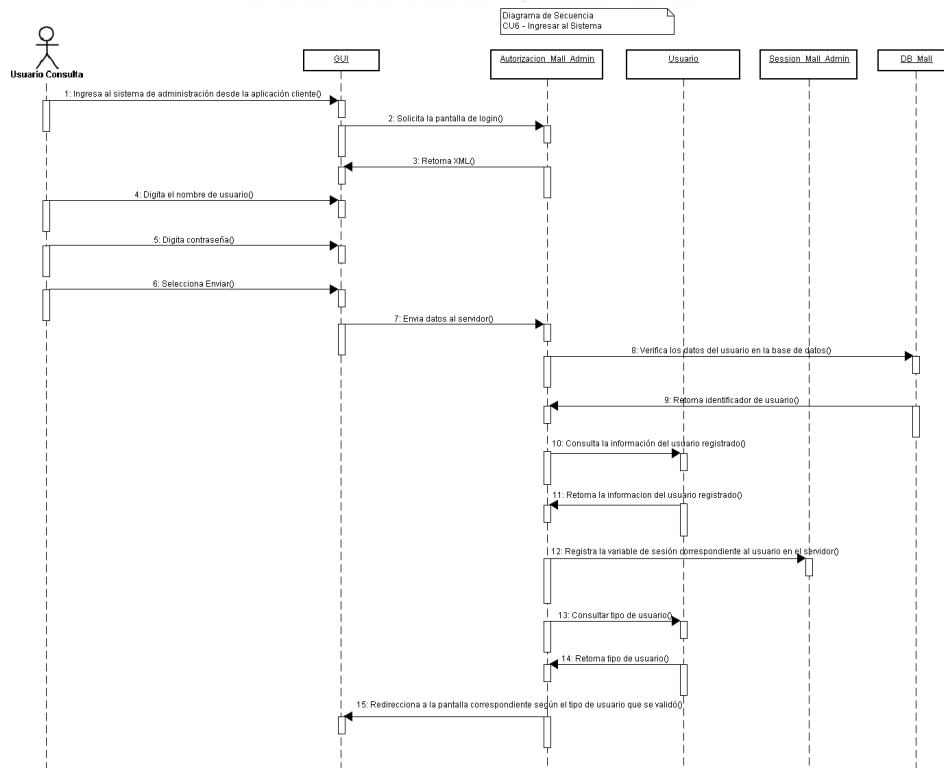 Diagrama de Secuencia
CU6 - Ingresar al Sistema
Usuario Consulta
GUI
Autorizacion_Mall_Admin
Usuario
Session_Mall_Admin
DB_Mall
1: Ingresa al sistema de administración desde la aplicación cliente()
2: Solicita la pantalla de login()
3: Retorna XML()
4: Digita el nombre de usuario()
5: Digita contraseña()
6: Selecciona Enviar()
7: Envia datos al servidor()
8: Verifica los datos del usuario en la base de datos()
9: Retorna identificador de usuario()
10: Consulta la información del usuario registrado()
11: Retorna la informacion del usuario registrado()
12: Registra la variable de sesión correspondiente al usuario en el servidor()
13: Consultar tipo de usuario()
14: Retorna tipo de usuario()
15: Redirecciona a la pantalla correspondiente según el tipo de usuario que se validó()